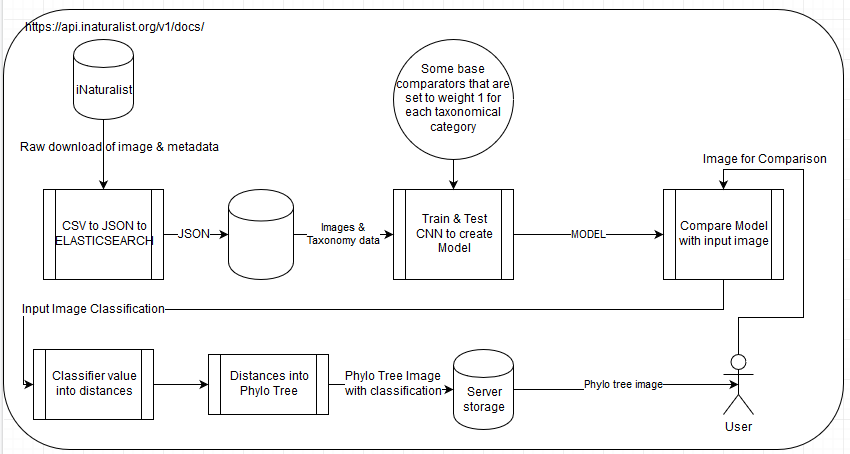 https://api.inaturalist.org/v1/docs/
iNaturalist
Some base
comparators that are
set to weight 1 for
each taxonomical
category
Raw download of image & metadata
Image for Comparison
CSV to JSON to
ELASTICSEARCH
JSON
Images &
Taxonomy data
Train & Test
CNN to create
Model
MODEL
Compare Model
with input image
Input Image Classification
Classifier value
into distances
Distances into
Phylo Tree
Phylo Tree Image
with classification
Server
storage
Phylo tree image
User